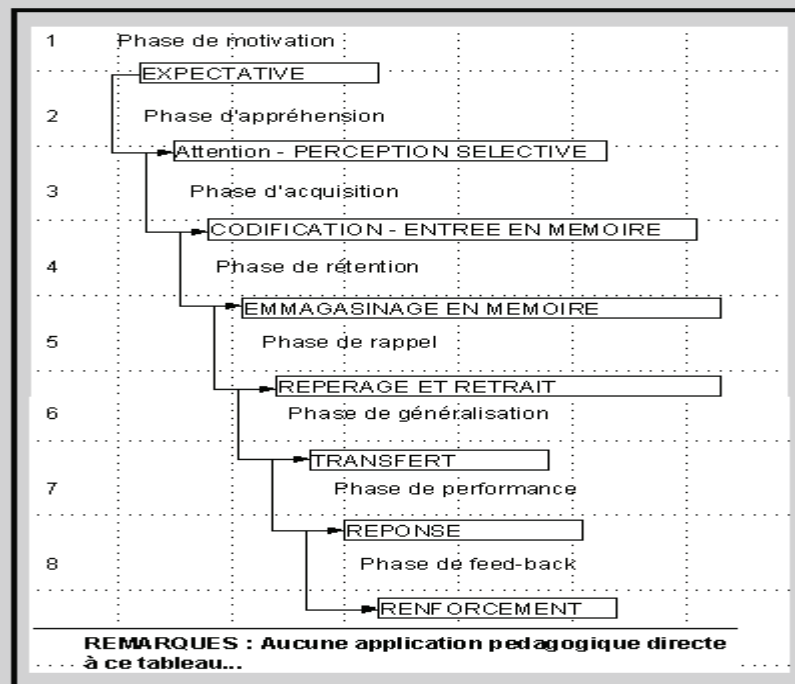 1 Phase de motivation
EXPECTATIVE
2 Phase d'appréhension
Attention - PERCEPTION SELECTIVE
3 Phase d'acquisition
CODIFICATION - ENTREE EN MEMOIRE
4 Phase de rétention
EMMAGASINAGE EN MEMOIRE
5 Phase de rappel
REPERAGE ET RETRAIT
6 Phase de généralisation
TRANSFERT
7 Phase de performance
REPONSE
8 Phase de feed-back
RENFORCEMENT
REMARQUES : Aucune application pedagogique directe
à ce tableau...